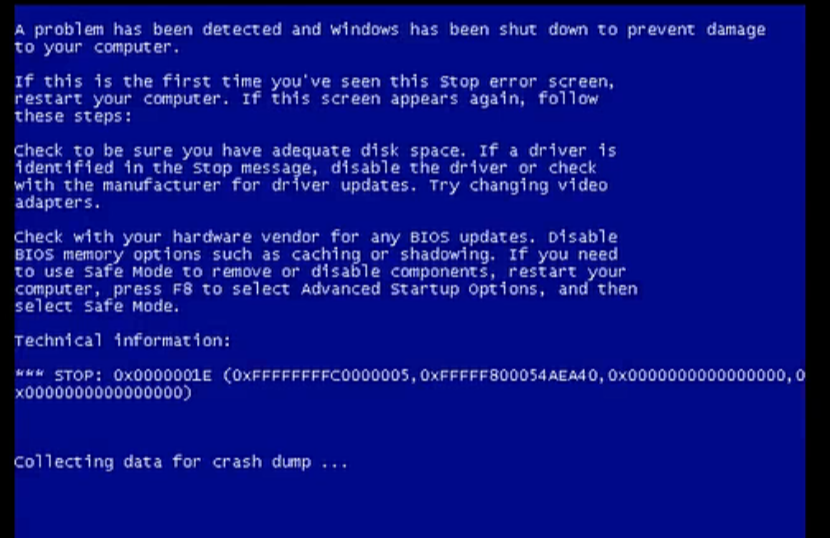 A problem has been detected and Windows has been shut down to prevent damage
to your computer.
If this is the first time you've seen this Stop error screen,
restart your computer. If this screen appears again, follow
these steps:
Check to be sure you have adequate disk space. If a driver is
identified in the Stop message, disable the driver or check
with the manufacturer for driver updates. Try changing video
adapters.
Check with your hardware vendor for any BIOS updates. Disable
BIOS memory options such as caching or shadowing. If you need
to use Safe Mode to remove or disable components, restart your
computer, press F8 to select Advanced Startup Options, and then
select Safe Mode.
Technical information:
*** STOP: 0x0000001E (0xFFFFFFFFC0000005,0xFFFFF800054AEA40,0x0000000000000000,0
x0000000000000000)
Collecting data for crash dump ...